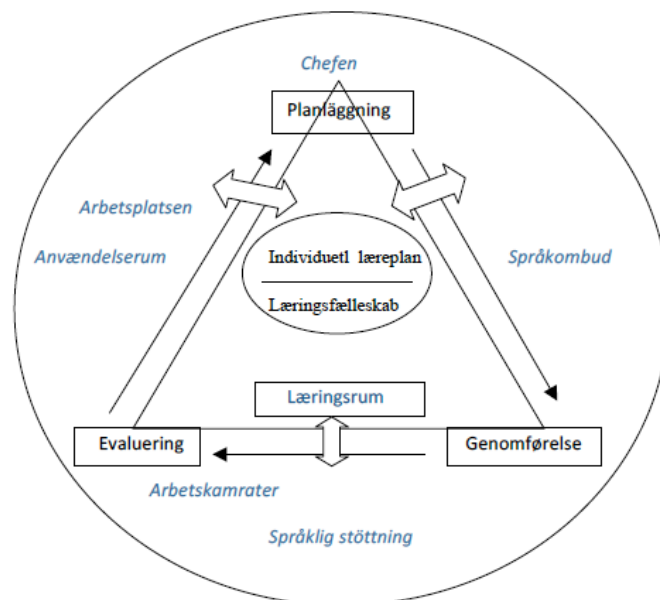 Chefen
Planläggning
Arbetsplatsen
Anvændelserum
Språkombud
Individuetl læreplan
Læringsfælleskab
Læringsrum
Evaluering
Genomførelse
Arbetskamrater
Språklig stöttning